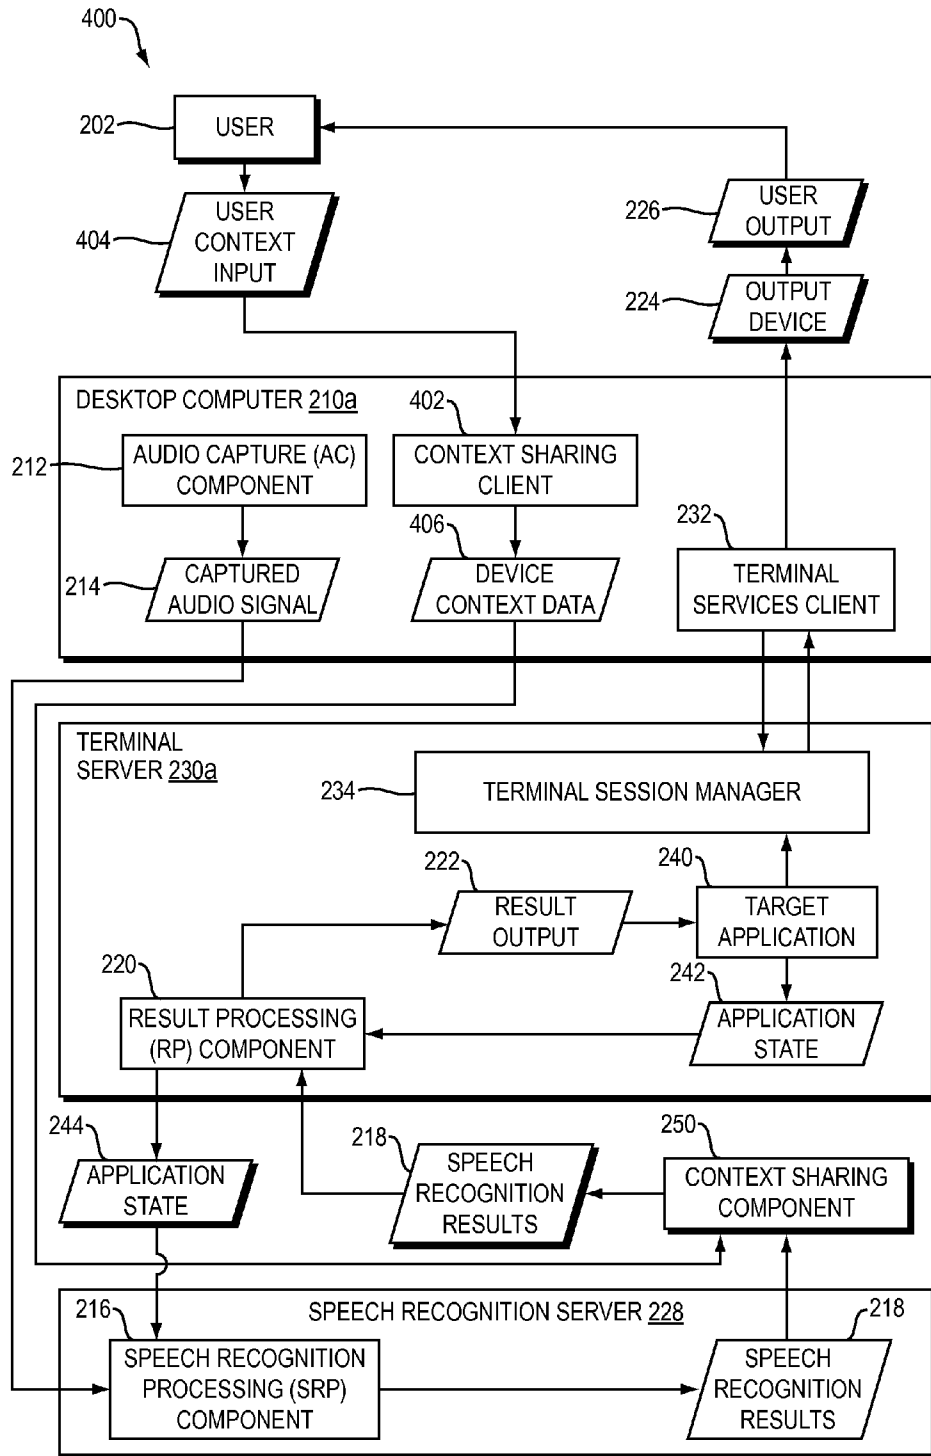 400
202
USER
404
USER
CONTEXT
INPUT
226
USER
OUTPUT
224
OUTPUT
DEVICE
DESKTOP COMPUTER 210a
402
212
AUDIO CAPTURE (AC)
COMPONENT
CONTEXT SHARING
CLIENT
214
CAPTURED
AUDIO SIGNAL
406
DEVICE
CONTEXT DATA
232
TERMINAL
SERVICES CLIENT
TERMINAL
SERVER 230a
234
TERMINAL SESSION MANAGER
222
RESULT
OUTPUT
240
TARGET
APPLICATION
220
RESULT PROCESSING
(RP) COMPONENT
242
APPLICATION
STATE
244
APPLICATION
STATE
218
SPEECH
RECOGNITION
RESULTS
250
CONTEXT SHARING
COMPONENT
SPEECH RECOGNITION SERVER 228
216
SPEECH RECOGNITION
PROCESSING (SRP)
COMPONENT
218
SPEECH
RECOGNITION
RESULTS